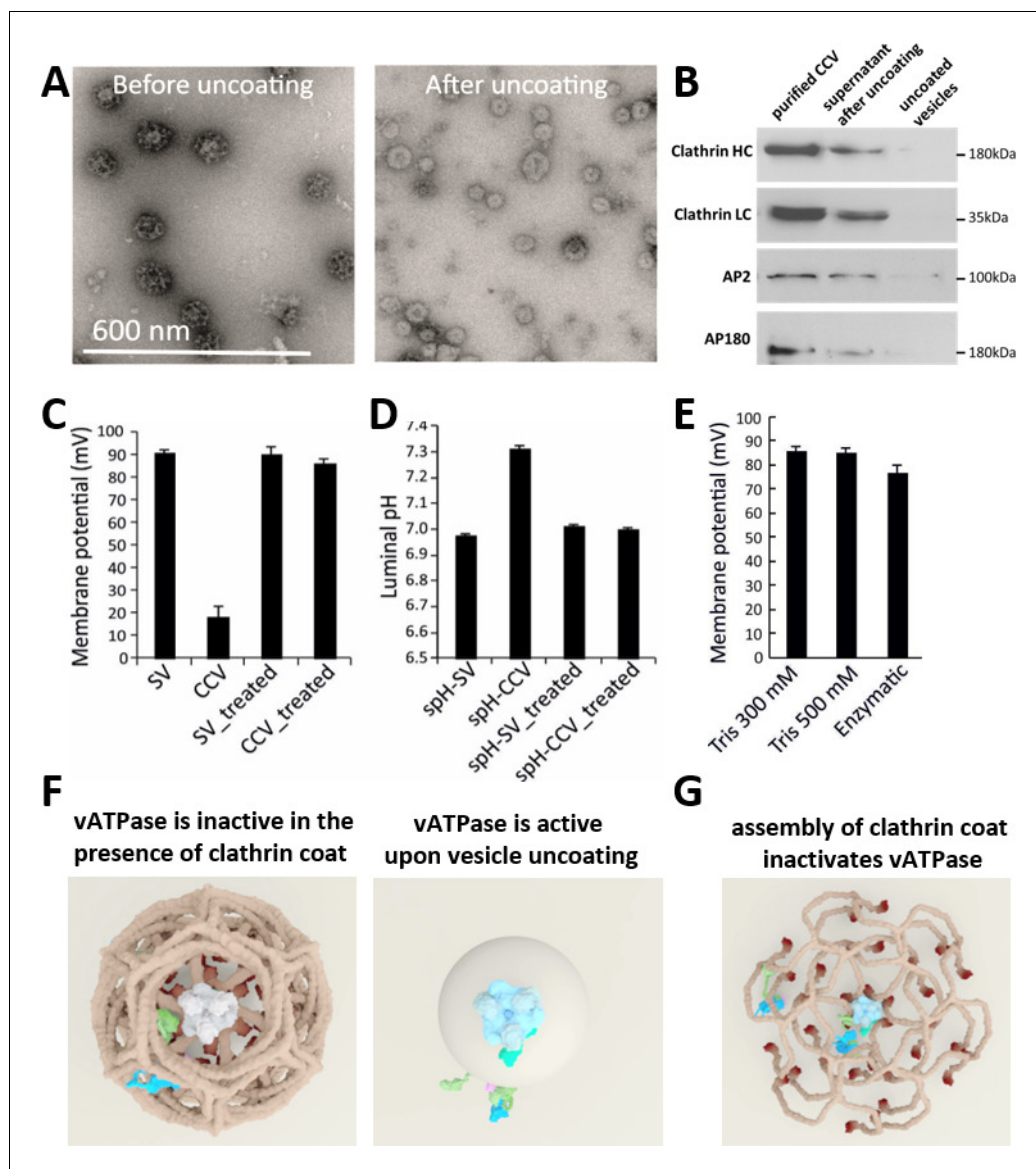 A
Before uncoating
After uncoating
B
purified CCV
supernatant
after uncoating
uncoated
vesicles
Clathrin HC
180kDa
Clathrin LC
35kDa
AP2
100kDa
AP180
180kDa
600 nm
C
Membrane potential (mV)
100
90
80
70
60
50
40
30
20
10
0
SV
CCV
SV_treated
CCV_treated
D
Luminal pH
7.4
7.3
7.2
7.1
7.0
6.9
6.8
6.6
6.6
6.5
spH-SV
spH-CCV
spH-SV_treated
spH-CCV_treated
E
Membrane potential (mV)
100
90
80
70
60
50
40
30
20
10
0
Tris 300 mM
Tris 500 mM
Enzymatic
F
vATPase is inactive in the
presence of clathrin coat
vATPase is active
upon vesicle uncoating
G
assembly of clathrin coat
inactivates vATPase